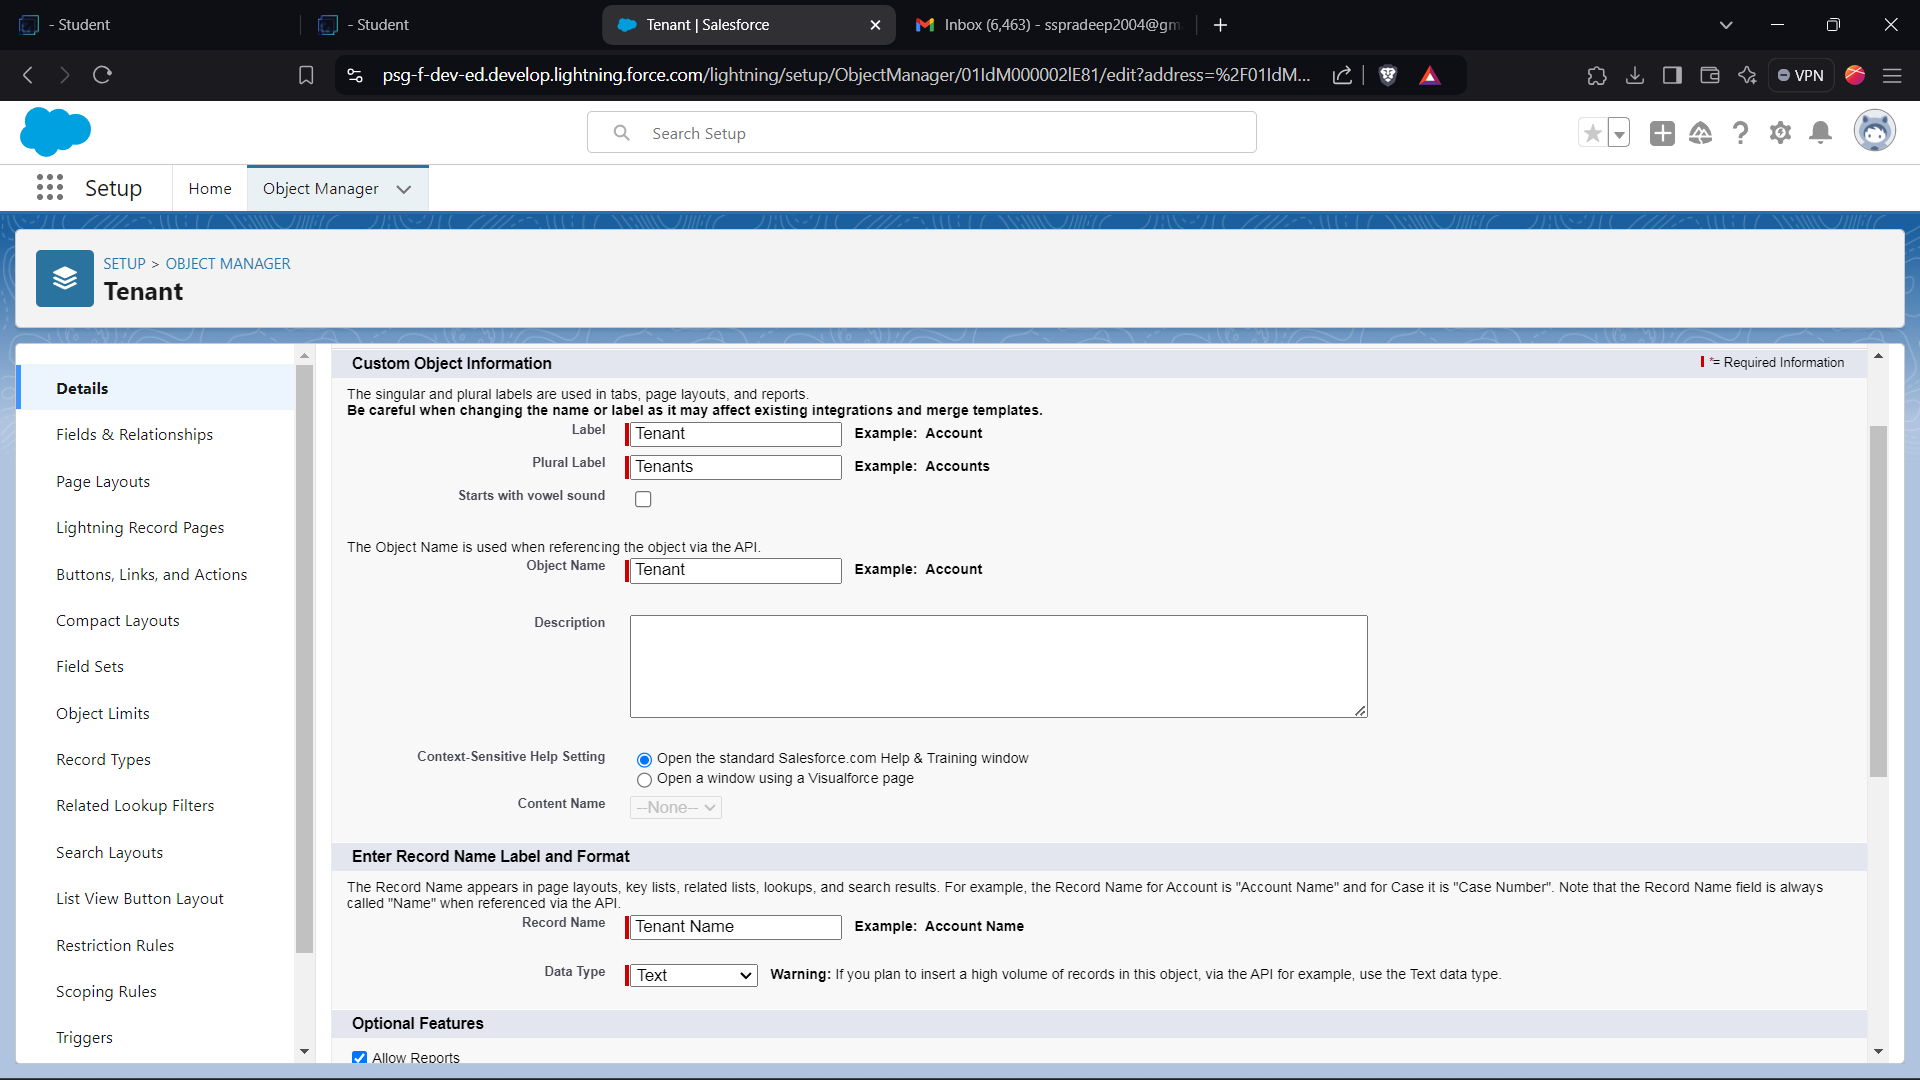 - Student
- Student
Tenant | Salesforce
Inbox (6,463) - sspradeep2004@gm
psg-f-dev-ed.develop.lightning.force.com/lightning/setup/ObjectManager/01IdM000002lE81/edit?address=%2F01IdM...
VPN
Search Setup
Setup
Home
Object Manager
SETUP > OBJECT MANAGER
Tenant
Details
Fields & Relationships
Page Layouts
Lightning Record Pages
Buttons, Links, and Actions
Compact Layouts
Field Sets
Object Limits
Record Types
Related Lookup Filters
Search Layouts
List View Button Layout
Restriction Rules
Scoping Rules
Triggers
Custom Object Information
*= Required Information
The singular and plural labels are used in tabs, page layouts, and reports.
Be careful when changing the name or label as it may affect existing integrations and merge templates.
Label Tenant Example: Account
Plural Label Tenants Example: Accounts
Starts with vowel sound
The Object Name is used when referencing the object via the API.
Object Name Tenant Example: Account
Description
Context-Sensitive Help Setting Open the standard Salesforce.com Help & Training window
Open a window using a Visualforce page
Content Name --None--
Enter Record Name Label and Format
The Record Name appears in page layouts, key lists, related lists, lookups, and search results. For example, the Record Name for Account is "Account Name" and for Case it is "Case Number". Note that the Record Name field is always
called "Name" when referenced via the API.
Record Name Tenant Name Example: Account Name
Data Type Text Warning: If you plan to insert a high volume of records in this object, via the API for example, use the Text data type.
Optional Features
Allow Reports